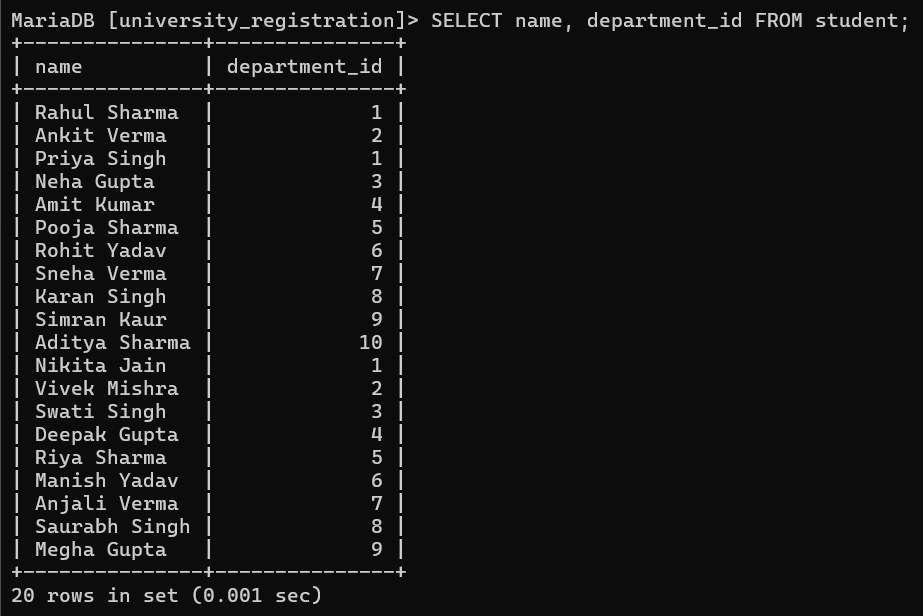 MariaDB [university_registration]> SELECT name, department_id FROM student;
+---------------+---------------+
| name          | department_id |
+---------------+---------------+
| Rahul Sharma  |             1 |
| Ankit Verma   |             2 |
| Priya Singh   |             1 |
| Neha Gupta    |             3 |
| Amit Kumar    |             4 |
| Pooja Sharma  |             5 |
| Rohit Yadav   |             6 |
| Sneha Verma   |             7 |
| Karan Singh   |             8 |
| Simran Kaur   |             9 |
| Aditya Sharma |            10 |
| Nikita Jain   |             1 |
| Vivek Mishra  |             2 |
| Swati Singh   |             3 |
| Deepak Gupta  |             4 |
| Riya Sharma   |             5 |
| Manish Yadav  |             6 |
| Anjali Verma  |             7 |
| Saurabh Singh |             8 |
| Megha Gupta   |             9 |
+---------------+---------------+
20 rows in set (0.001 sec)